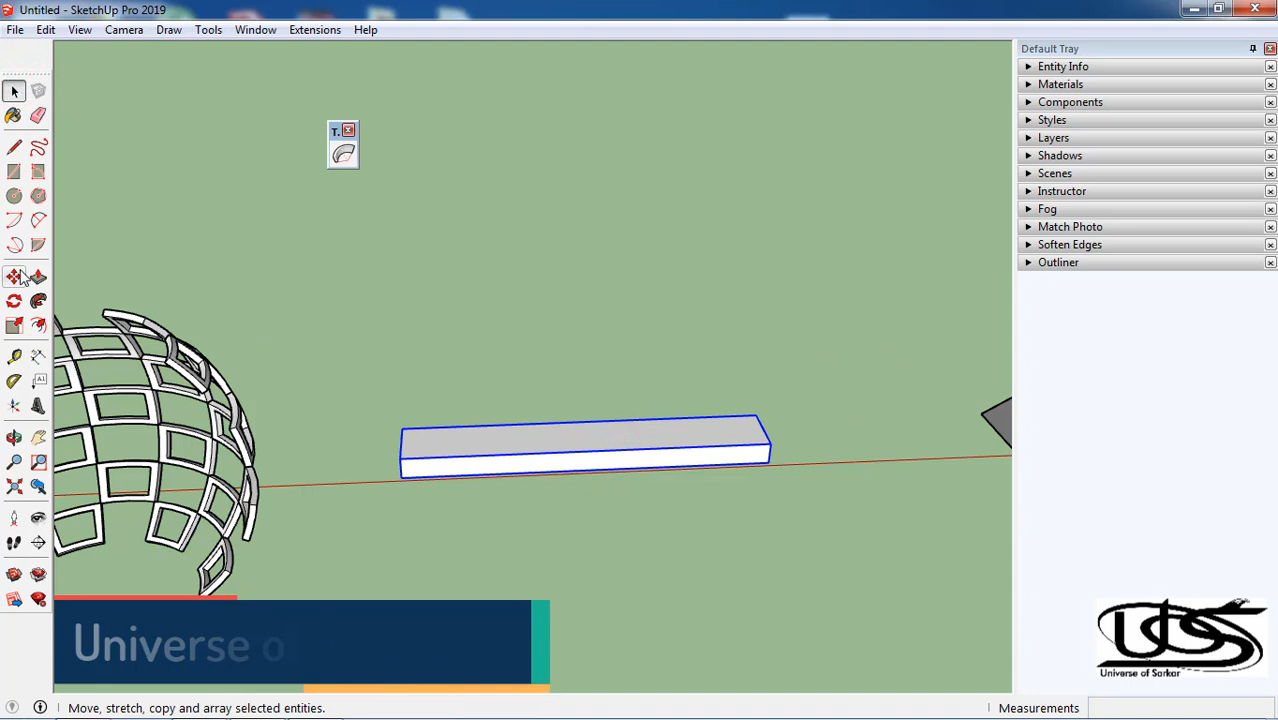 Untitled - SketchUp Pro 2019
File Edit View Camera Draw Tools Window Extensions Help
Default Tray
Entity Info
Materials
Components
Styles
Layers
Shadows
Scenes
Instructor
Fog
Match Photo
Soften Edges
Outliner
T.
A1
Universe o
UOS
Universe of Sarkar
Move, stretch, copy and array selected entities.
Measurements